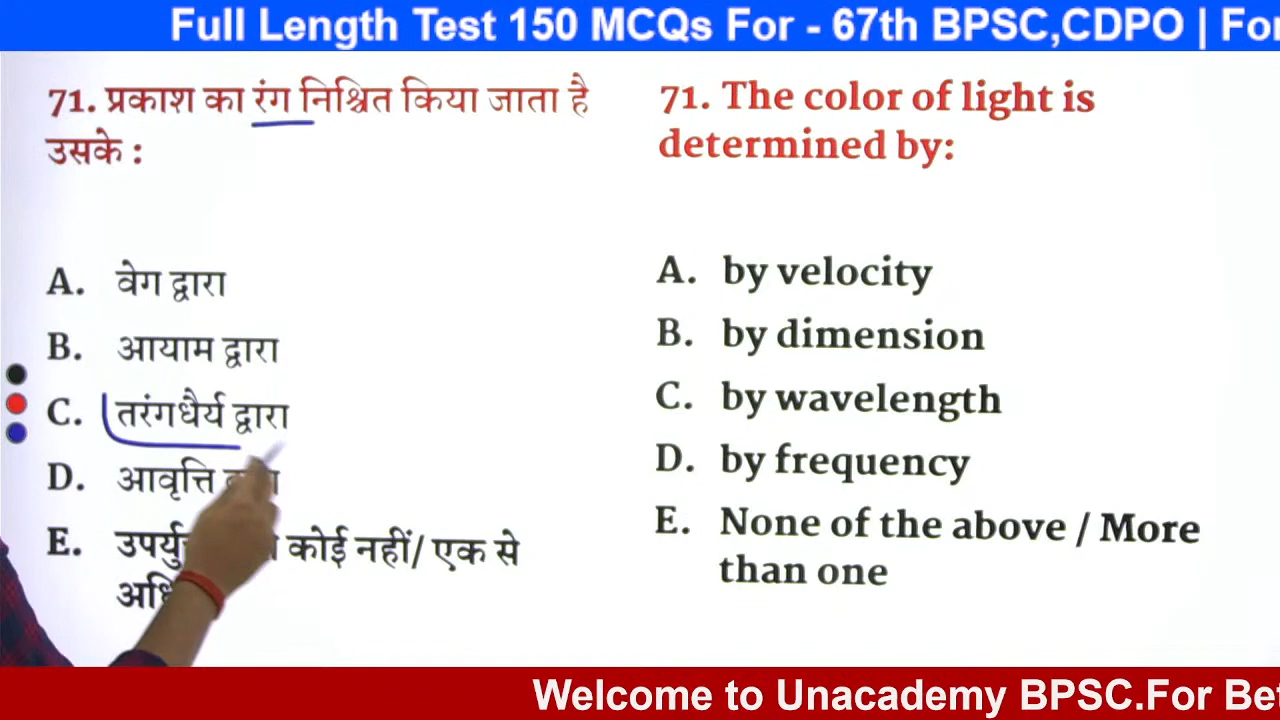 Full Length Test 150 MCQs For - 67th BPSC,CDPO | For
71. प्रकाश का रंग निश्चित किया जाता है
उसके :
A. वेग द्वारा
B. आयाम द्वारा
C. तरंगधैर्य द्वारा
D. आवृत्ति
E. कोई नहीं/ एक से
71. The color of light is
determined by:
A. by velocity
B. by dimension
C. by wavelength
D. by frequency
E. None of the above / More
than one
Welcome to Unacademy BPSC.For Bet